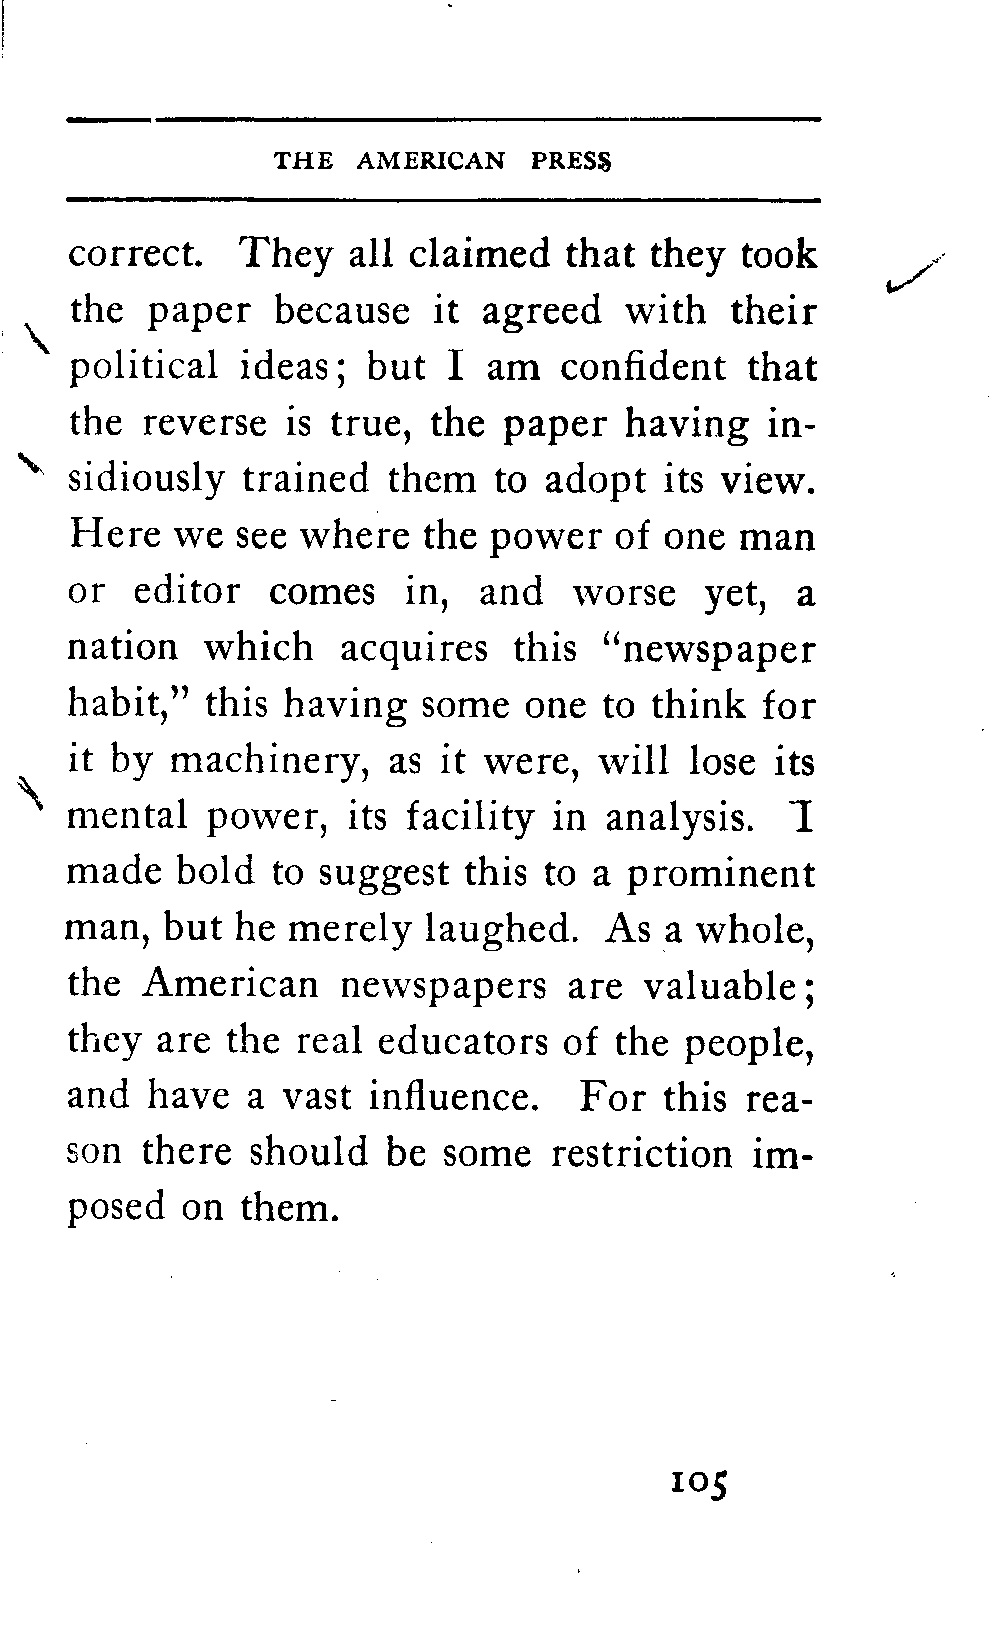 THE AMERICAN PRESS
correct. They all claimed that they took
the paper because it agreed with their
political ideas; but I am confident that
the reverse is true, the paper having in-
sidiously trained them to adopt its view.
Here we see where the power of one man
or editor comes in, and worse yet, a
nation which acquires this “newspaper
habit,” this having some one to think for
it by machinery, as it were, will lose its
mental power, its facility in analysis. I
made bold to suggest this to a prominent
man, but he merely laughed. As a whole,
the American newspapers are valuable;
they are the real educators of the people,
and have a vast influence. For this rea-
son there should be some restriction im-
posed on them.
105